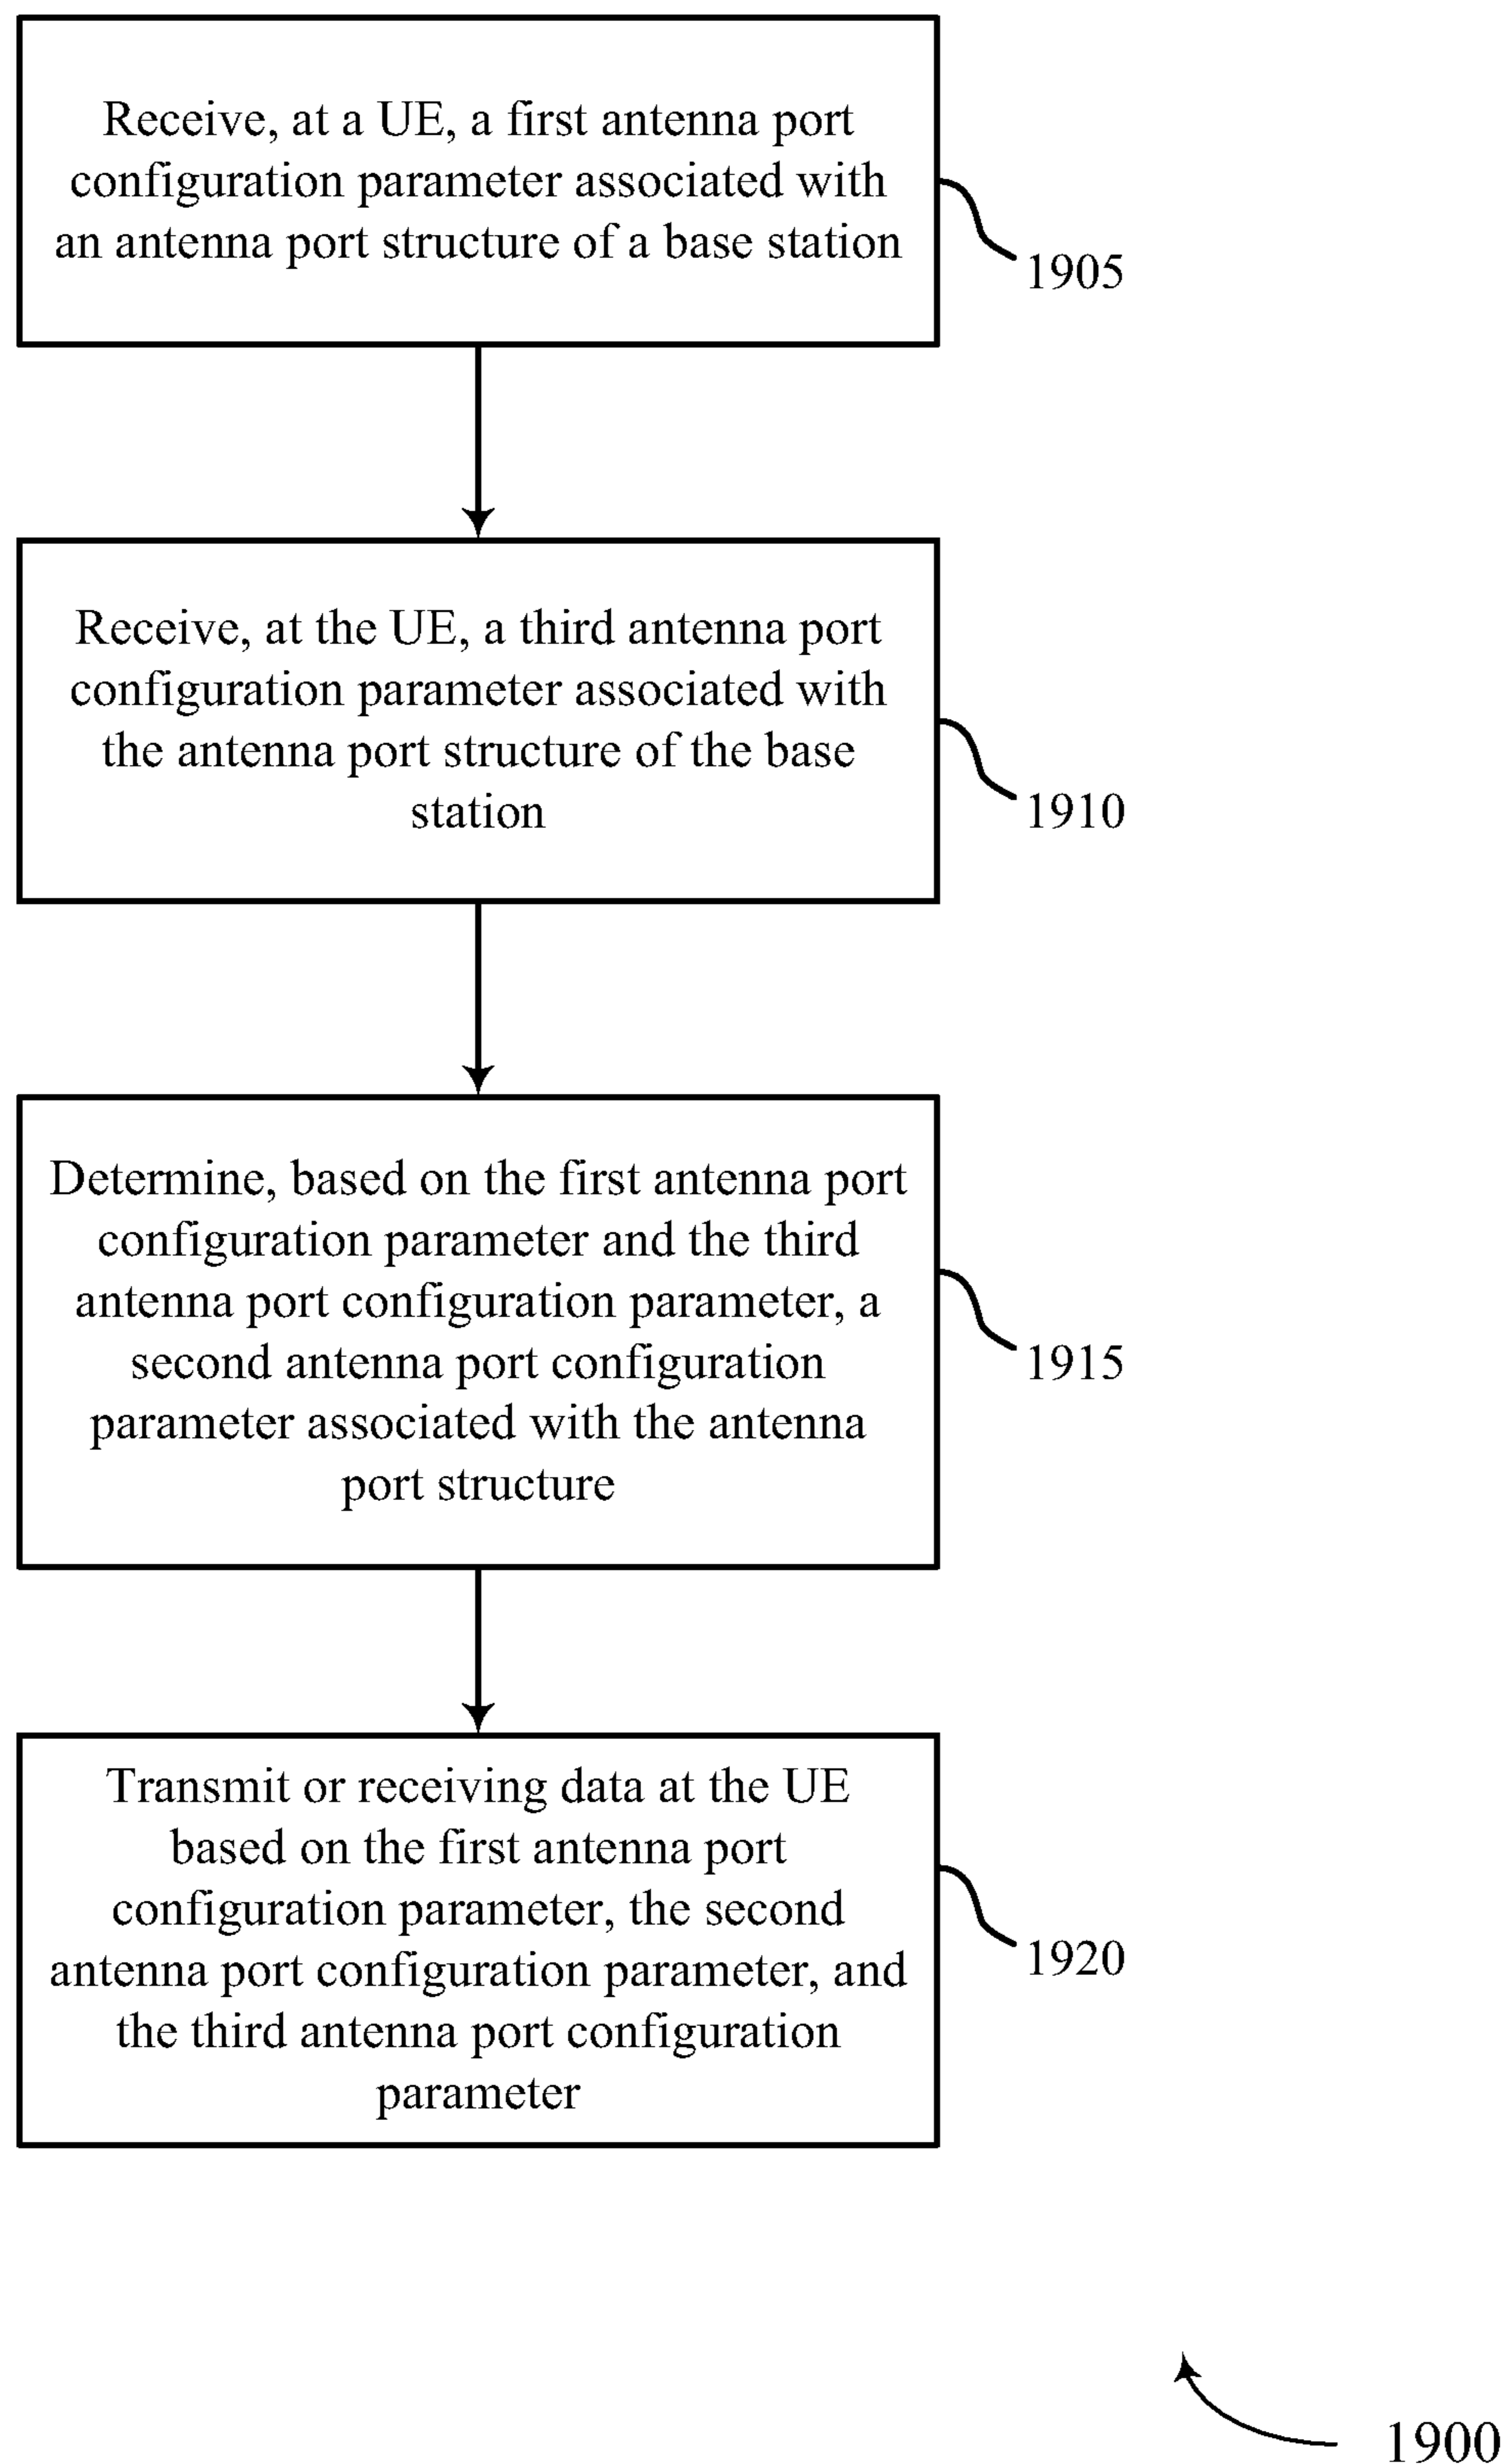 Receive, at a UE, a first antenna port
configuration parameter associated with
an antenna port structure of a base station
1905
Receive, at the UE, a third antenna port
configuration parameter associated with
the antenna port structure of the base
station
1910
Determine, based on the first antenna port
configuration parameter and the third
antenna port configuration parameter, a
second antenna port configuration
parameter associated with the antenna
port structure
1915
Transmit or receiving data at the UE
based on the first antenna port
configuration parameter, the second
antenna port configuration parameter, and
the third antenna port configuration
parameter
1920
1900